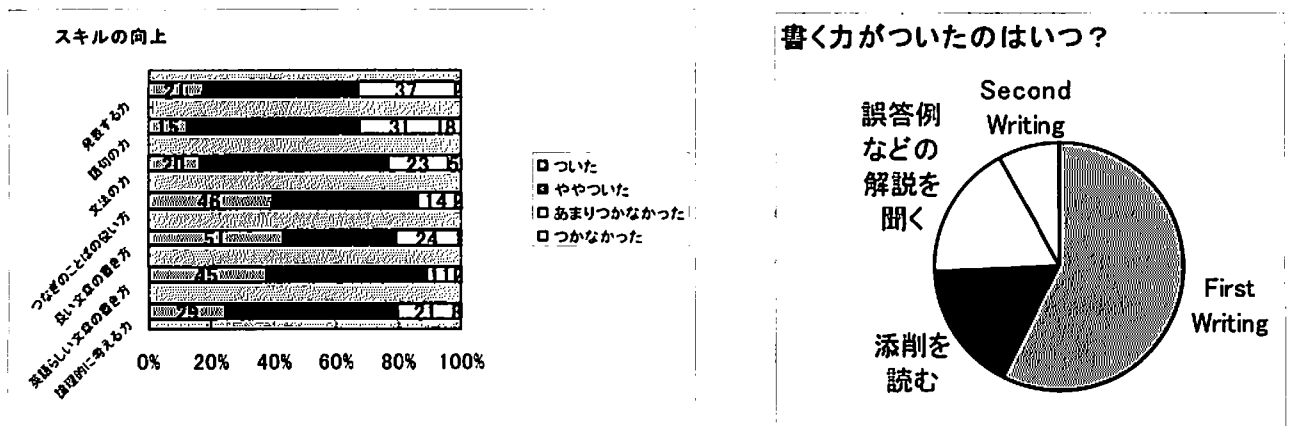 スキルの向上
発表する力
語句の力
文法の力
つなぎのことばの使い方
長い文章の書き方
英語らしい文章の書き方
論理的に考える力
37
15
31
18
20
23
5
46
14
51
24
45
11
29
21
0%
20%
40%
60%
80%
100%
ついた
ややついた
あまりつかなかった
つかなかった
書く力がついたのはいつ？
Second
Writing
誤答例
などの
解説を
聞く
添削を
読む
First
Writing